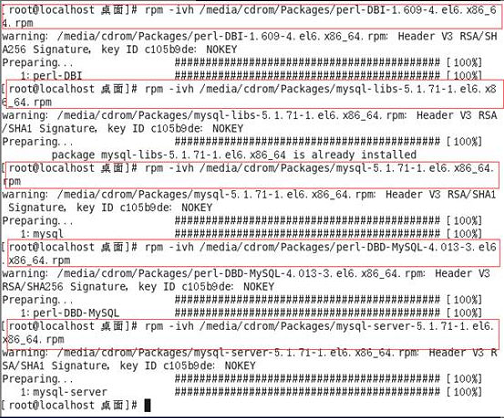 [root@localhost 桌面]# rpm -ivh /media/cdrom/Packages/perl-DBI-1.609-4.el6.x86_6
4.rpm
warning: /media/cdrom/Packages/perl-DBI-1.609-4.el6.x86_64.rpm: Header V3 RSA/SH
A256 Signature, key ID c105b9de: NOKEY
Preparing... ########################################### [100%]
1:perl-DBI ########################################### [100%]
[root@localhost 桌面]# rpm -ivh /media/cdrom/Packages/mysql-libs-5.1.71-1.el6.x8
6_64.rpm
warning: /media/cdrom/Packages/mysql-libs-5.1.71-1.el6.x86_64.rpm: Header V3 RSA
/SHA1 Signature, key ID c105b9de: NOKEY
Preparing... ########################################### [100%]
package mysql-libs-5.1.71-1.el6.x86_64 is already installed
[root@localhost 桌面]# rpm -ivh /media/cdrom/Packages/mysql-5.1.71-1.el6.x86_64.
rpm
warning: /media/cdrom/Packages/mysql-5.1.71-1.el6.x86_64.rpm: Header V3 RSA/SHA1
Signature, key ID c105b9de: NOKEY
Preparing... ########################################### [100%]
1:mysql ########################################### [100%]
[root@localhost 桌面]# rpm -ivh /media/cdrom/Packages/perl-DBD-MySQL-4.013-3.el6
.x86_64.rpm
warning: /media/cdrom/Packages/perl-DBD-MySQL-4.013-3.el6.x86_64.rpm: Header V3
RSA/SHA256 Signature, key ID c105b9de: NOKEY
Preparing... ########################################### [100%]
1:perl-DBD-MySQL ########################################### [100%]
[root@localhost 桌面]# rpm -ivh /media/cdrom/Packages/mysql-server-5.1.71-1.el6.
x86_64.rpm
warning: /media/cdrom/Packages/mysql-server-5.1.71-1.el6.x86_64.rpm: Header V3 R
SA/SHA1 Signature, key ID c105b9de: NOKEY
Preparing... ########################################### [100%]
1:mysql-server ########################################### [100%]
[root@localhost 桌面]#